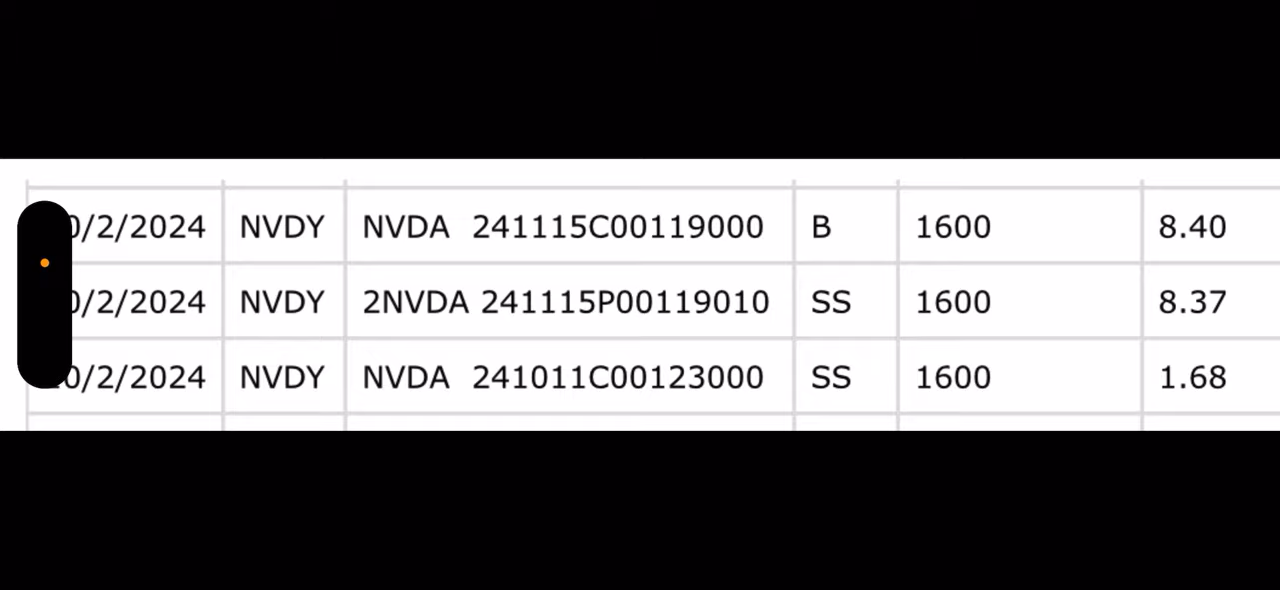 0/2/2024 NVDY NVDA 241115C00119000 B 1600 8.40
0/2/2024 NVDY 2NVDA 241115P00119010 SS 1600 8.37
0/2/2024 NVDY NVDA 241011C00123000 SS 1600 1.68